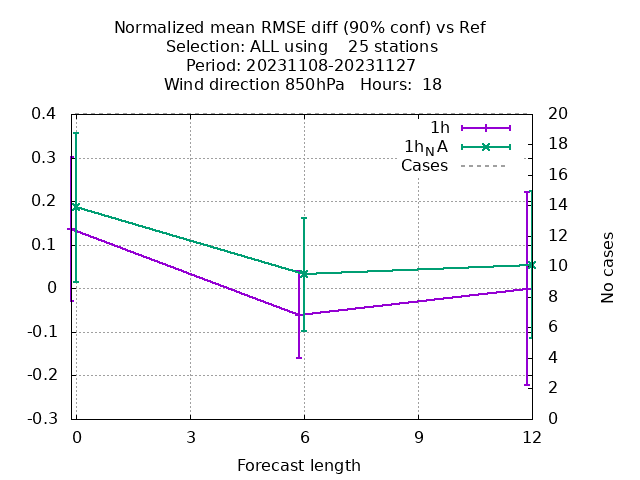 Normalized mean RMSE diff (90% conf) vs Ref
Selection: ALL using    25 stations
Period: 20231108-20231127
Wind direction 850hPa   Hours:  18
0.4
0.3
0.2
0.1
0
-0.1
-0.2
-0.3
20
18
16
14
12
10
8
6
4
2
0
1h
1h_NA
Cases
No cases
0
3
6
9
12
Forecast length